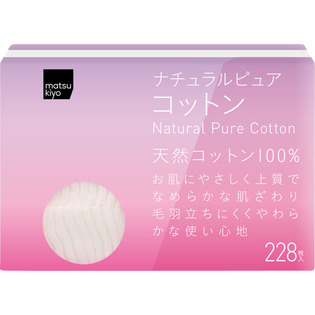 matsu
kiyo
ナチュラルピュア
コットン
Natural Pure Cotton
天然コットン100%
お肌にやさしく上質で
なめらかな肌ざわり
毛羽立ちにくくやわら
かな使い心地
228枚入